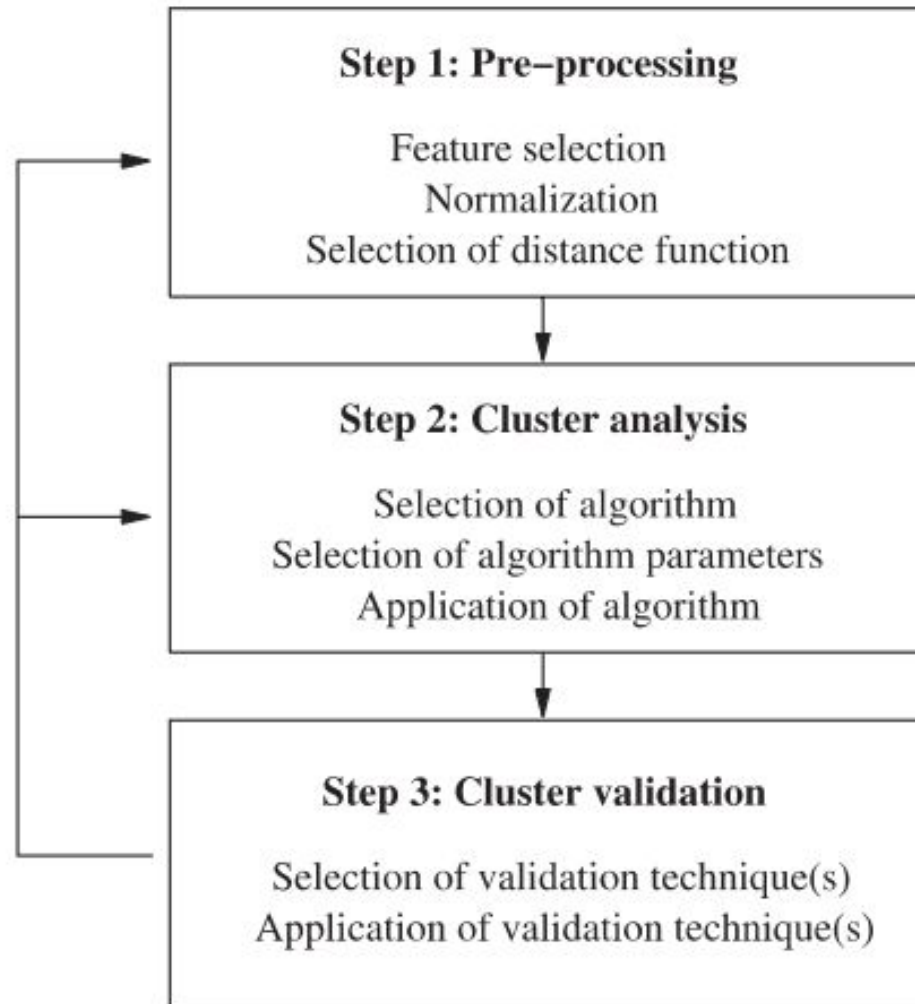 Step 1: Pre–processing
Feature selection
Normalization
Selection of distance function
Step 2: Cluster analysis
Selection of algorithm
Selection of algorithm parameters
Application of algorithm
Step 3: Cluster validation
Selection of validation technique(s)
Application of validation technique(s)